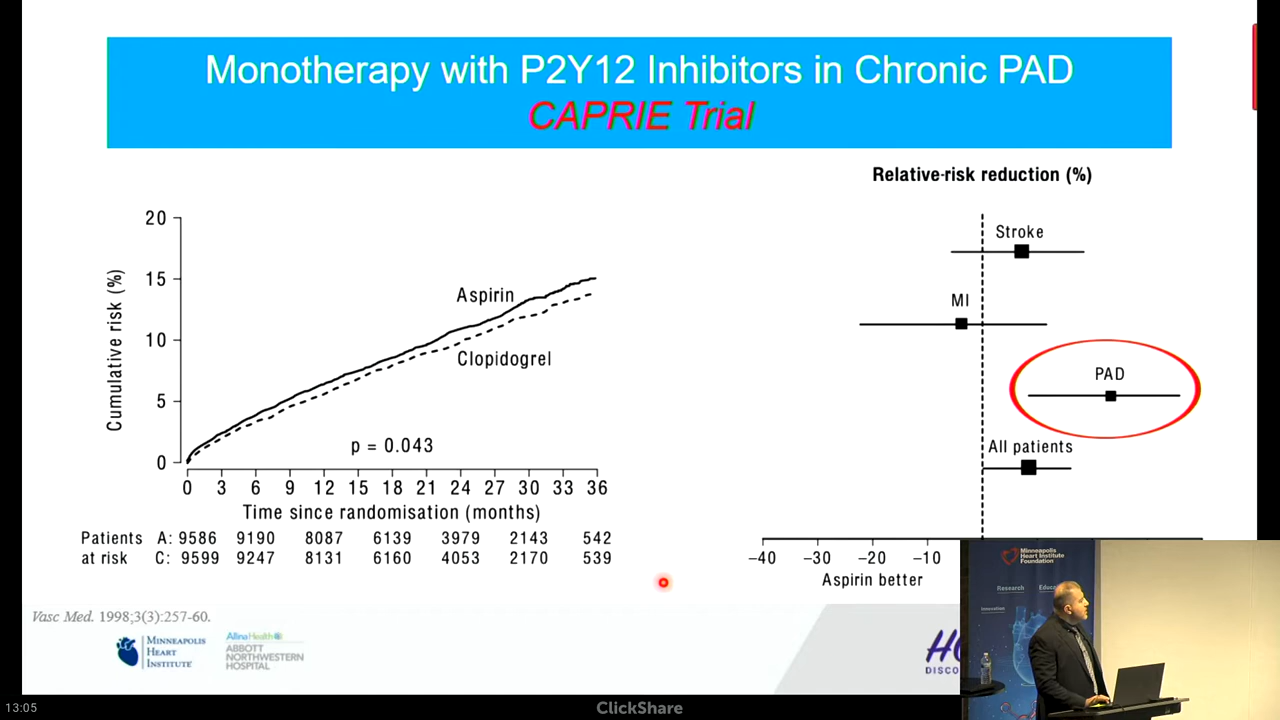 Monotherapy with P2Y12 Inhibitors in Chronic PAD
CAPRIE Trial
Relative-risk reduction (%)
20
15
10
5
0
Cumulative risk (%)
Aspirin
Clopidogrel
p = 0.043
0 3 6 9 12 15 18 21 24 27 30 33 36
Time since randomisation (months)
Patients A: 9586 9190 8087 6139 3979 2143 542
at risk C: 9599 9247 8131 6160 4053 2170 539
Stroke
MI
PAD
All patients
−40 −30 −20 −10
Aspirin better
Vasc Med. 1998;3(3):257-60.
MINNEAPOLIS
HEART
INSTITUTE
AllinaHealth
ABBOTT
NORTHWESTERN
HOSPITAL
DISCO
Minneapolis
Heart Institute
Foundation
Research
Innovation
13:05
ClickShare